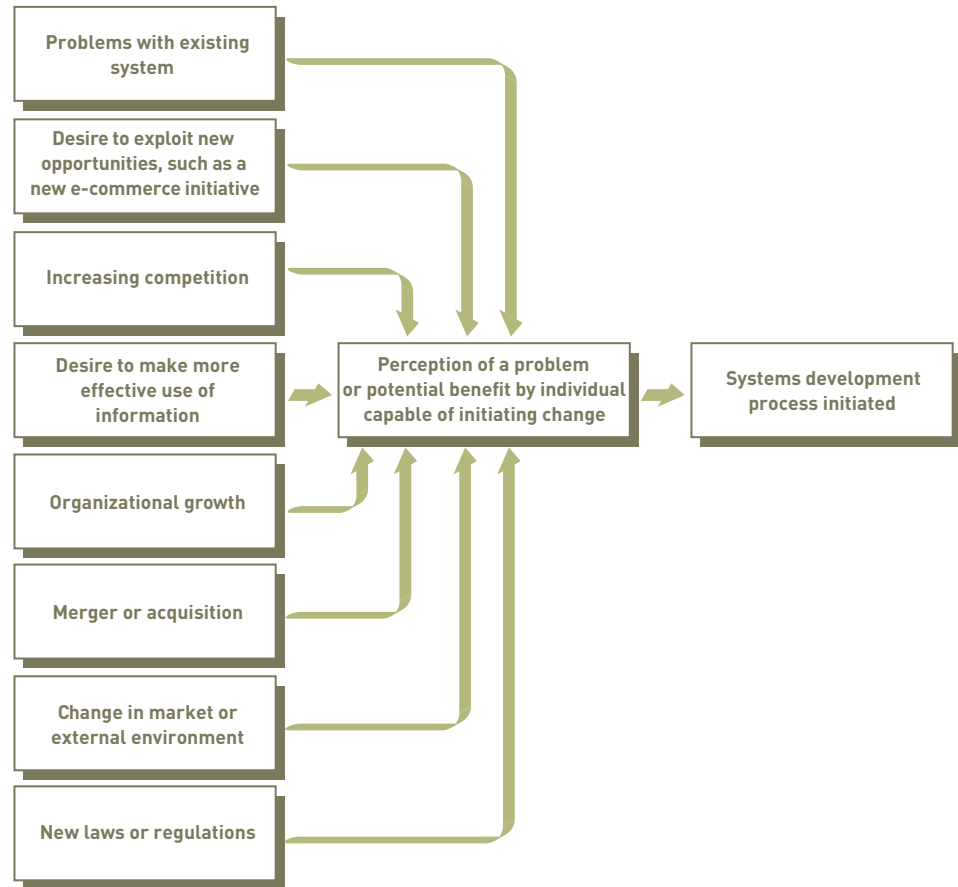 Problems with existing
system
Desire to exploit new
opportunities, such as a
new e-commerce initiative
Increasing competition
Desire to make more
effective use of
information
Perception of a problem
or potential benefit by individual
capable of initiating change
Systems development
process initiated
Organizational growth
Merger or acquisition
Change in market or
external environment
New laws or regulations